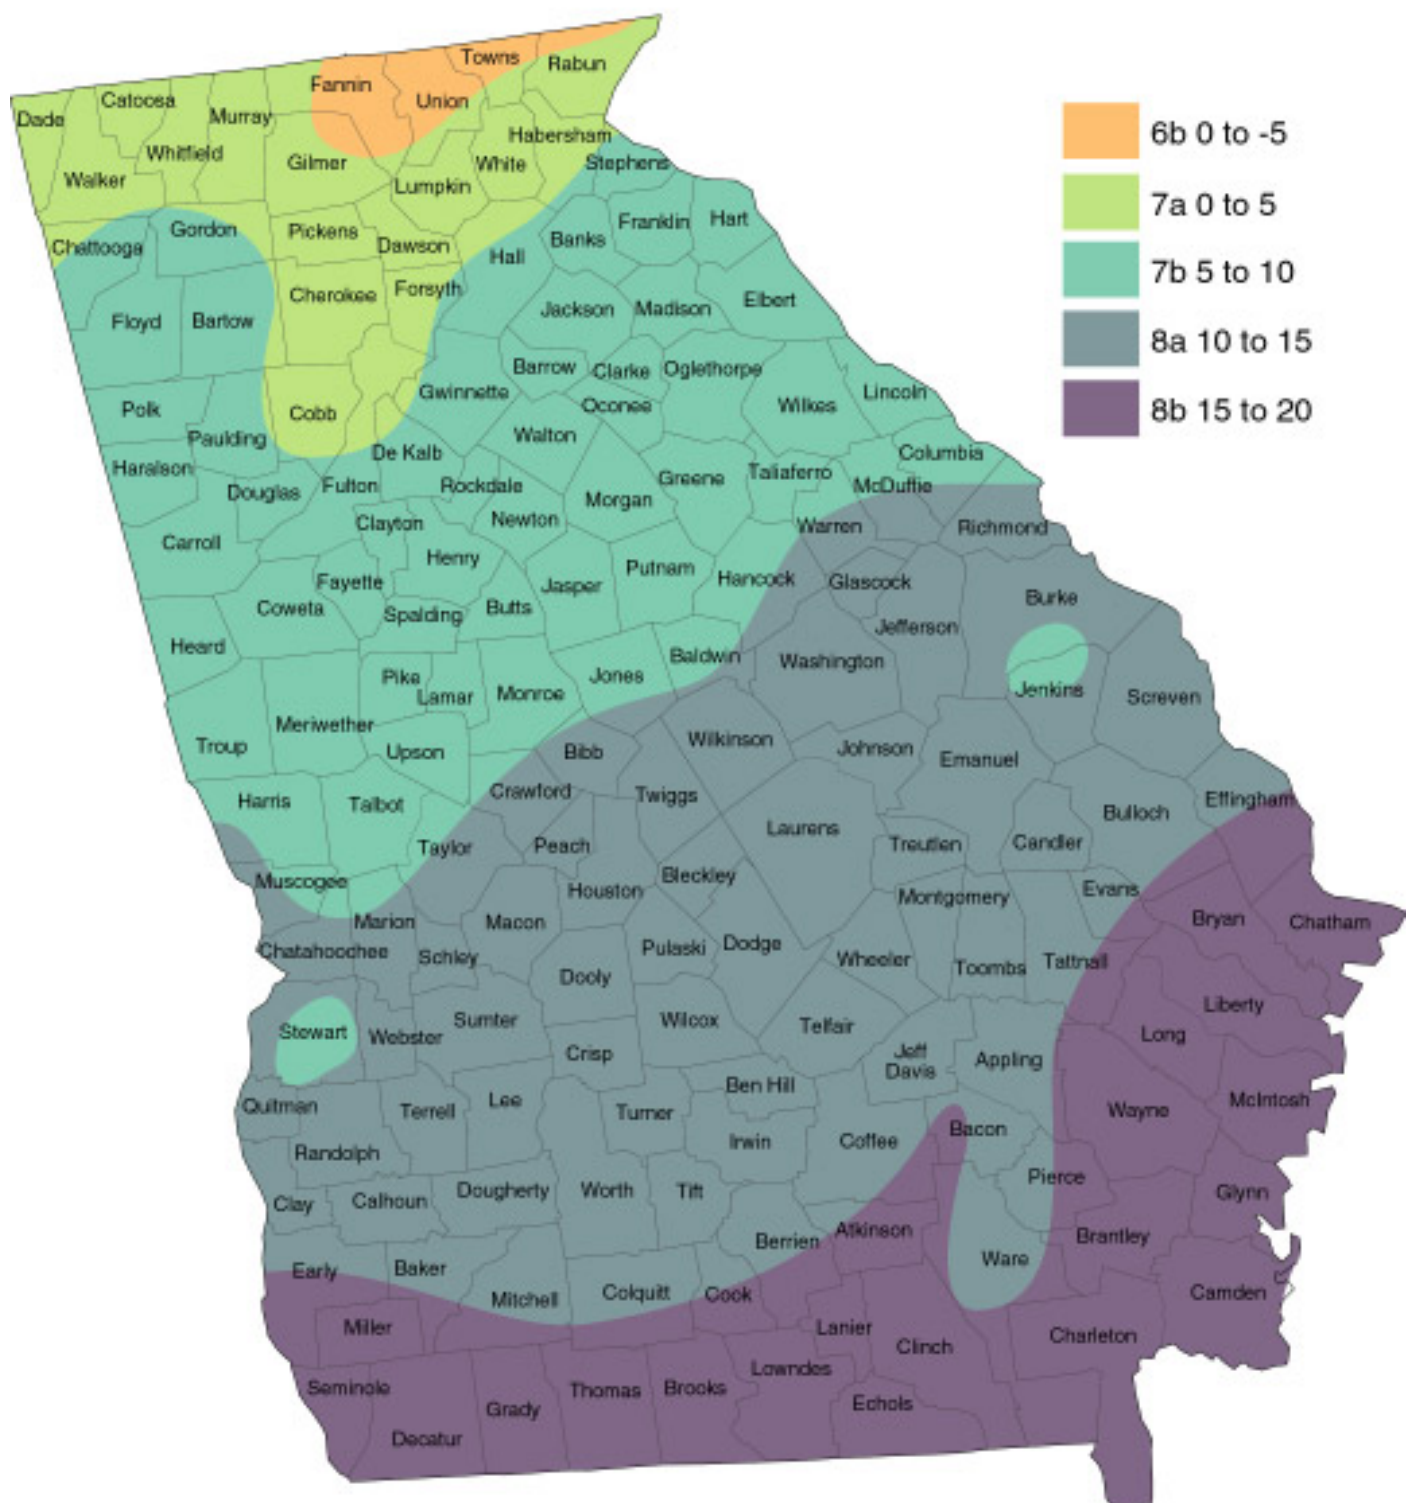 Towns
Rabun
Fannin
Union
Catoosa
Dade
Murray
Habersham
Whitfield
Gilmer
White
Stephens
Walker
Lumpkin
Franklin
Hart
Gordon
Pickens
Banks
Chattooga
Dawson
Hall
Cherokee
Forsyth
Elbert
Jackson
Madison
Floyd
Bartow
Barrow
Clarke
Oglethorpe
Gwinnette
Lincoln
Polk
Cobb
Oconee
Wilkes
Paulding
Walton
De Kalb
Columbia
Haralson
Taliaferro
Greene
Douglas
Fulton
Rockdale
McDuffie
Morgan
Clayton
Newton
Warren
Richmond
Carroll
Henry
Putnam
Hancock
Fayette
Jasper
Glascock
Coweta
Spalding
Butts
Burke
Jefferson
Heard
Baldwin
Washington
Pike
Lamar
Monroe
Jones
Jenkins
Screven
Meriwether
Troup
Upson
Bibb
Wilkinson
Johnson
Emanuel
Harris
Talbot
Crawford
Twiggs
Effingham
Bulloch
Laurens
Taylor
Peach
Treutlen
Candler
Muscogee
Houston
Bleckley
Montgomery
Evans
Marion
Macon
Bryan
Chatham
Chatahoochee
Schley
Pulaski
Dodge
Wheeler
Toombs
Tattnall
Dooly
Liberty
Stewart
Webster
Sumter
Wilcox
Telfair
Long
Crisp
Jeff
Davis
Appling
Ben Hill
Quitman
Terrell
Lee
Turner
Wayne
McIntosh
Irwin
Coffee
Bacon
Randolph
Pierce
Clay
Calhoun
Dougherty
Worth
Tift
Glynn
Berrien
Atkinson
Brantley
Ware
Early
Baker
Mitchell
Colquitt
Cook
Camden
Miller
Lanier
Clinch
Charleton
Seminole
Grady
Thomas
Brooks
Lowndes
Echols
Decatur
6b 0 to -5
7a 0 to 5
7b 5 to 10
8a 10 to 15
8b 15 to 20